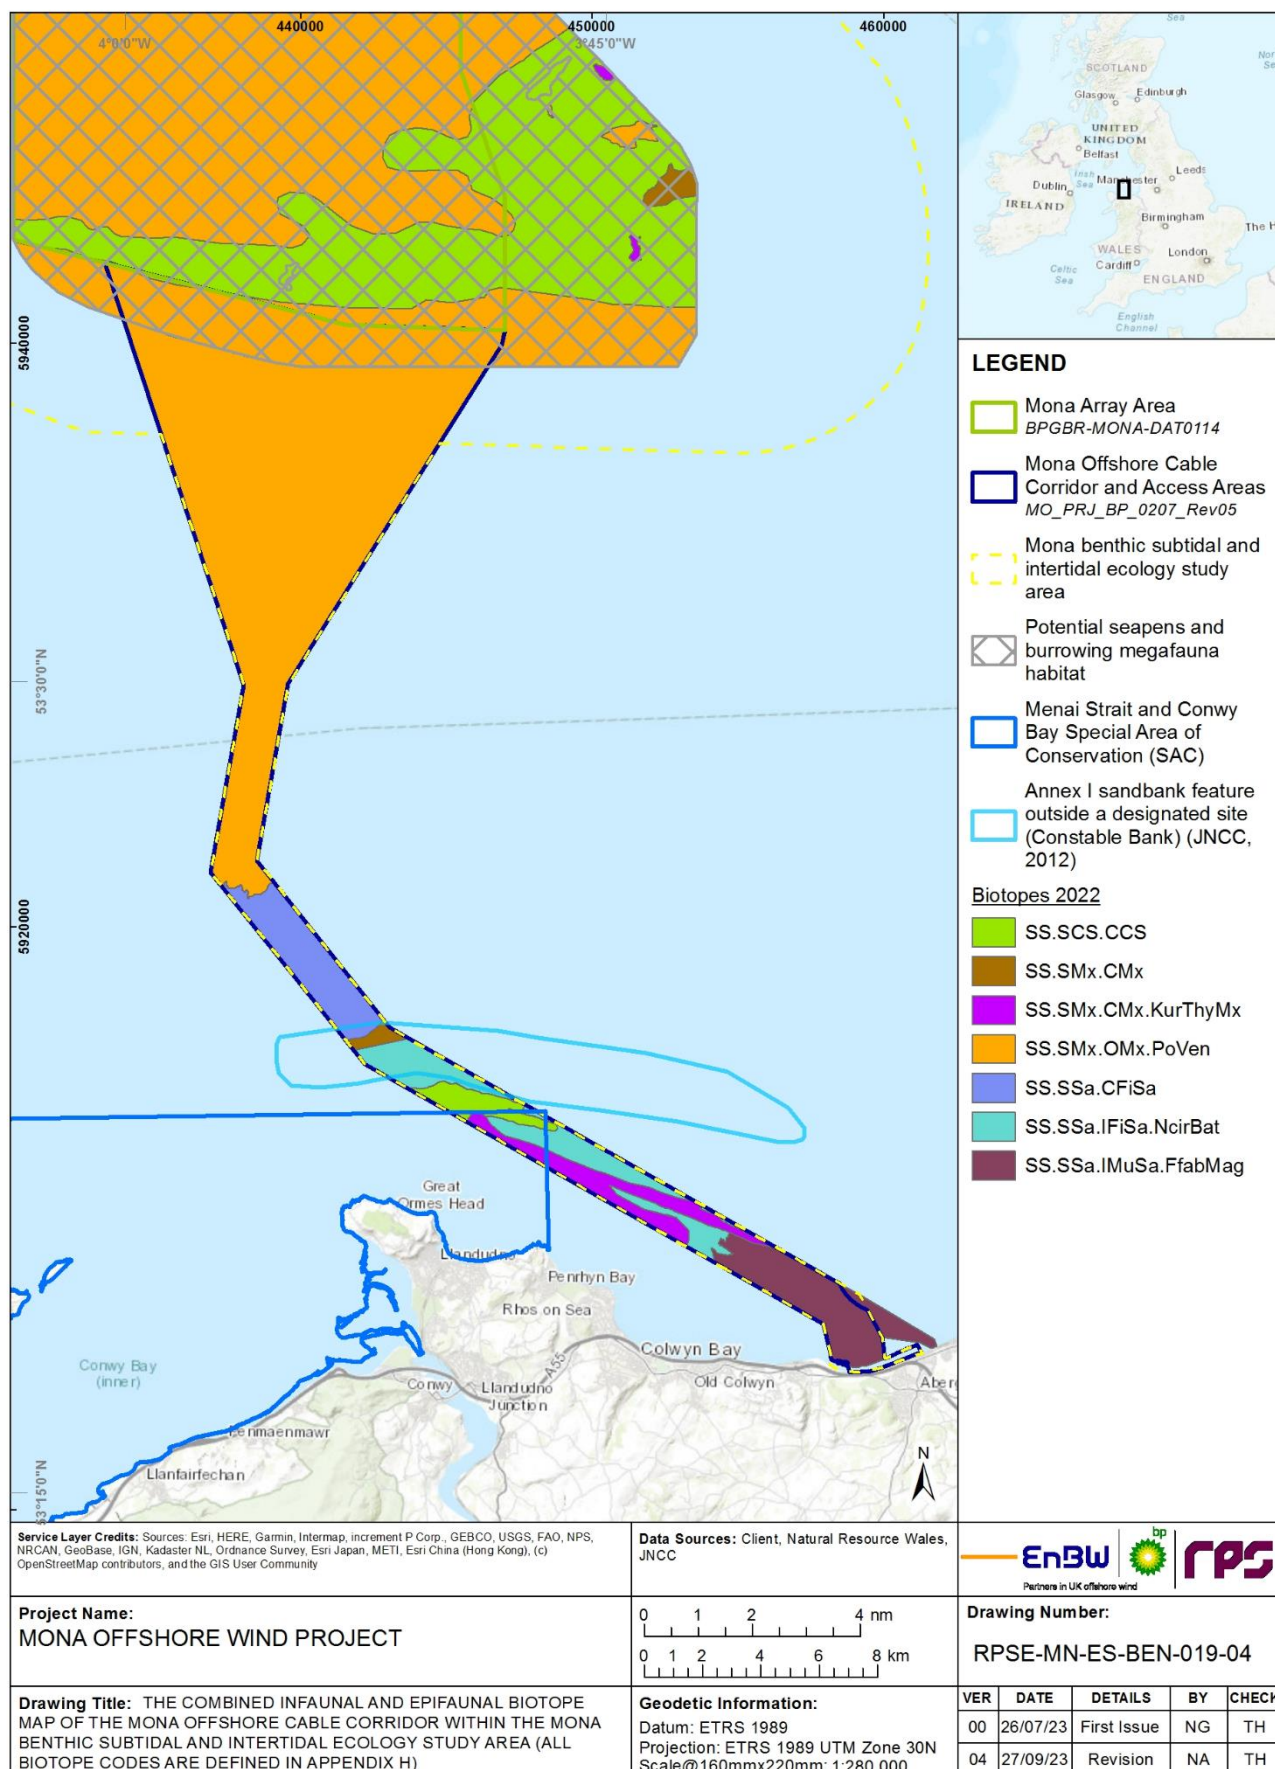 440000
450000
460000
4°0'0"W
3°45'0"W
5940000
53°30'0"N
5920000
53°15'0"N
Great
Ormes Head
Llandudno
Penrhyn Bay
Rhos on Sea
Colwyn Bay
Old Colwyn
A55
Conwy Bay
(inner)
Conwy
Llandudno
Junction
Penmaenmawr
Llanfairfechan
N
Sea
SCOTLAND
Glasgow
Edinburgh
UNITED
KINGDOM
Belfast
Irish
Sea
Manchester
Leeds
Dublin
IRELAND
Birmingham
The H
WALES
London
Cardiff
Celtic
Sea
ENGLAND
English
Channel
LEGEND
Mona Array Area
BPGBR-MONA-DAT0114
Mona Offshore Cable
Corridor and Access Areas
MO_PRJ_BP_0207_Rev05
Mona benthic subtidal and
intertidal ecology study
area
Potential seapens and
burrowing megafauna
habitat
Menai Strait and Conwy
Bay Special Area of
Conservation (SAC)
Annex I sandbank feature
outside a designated site
(Constable Bank) (JNCC,
2012)
Biotopes 2022
SS.SCS.CCS
SS.SMx.CMx
SS.SMx.CMx.KurThyMx
SS.SMx.OMx.PoVen
SS.SSa.CFiSa
SS.SSa.IFiSa.NcirBat
SS.SSa.IMuSa.FfabMag
Service Layer Credits: Sources: Esri, HERE, Garmin, Intermap, increment P Corp., GEBCO, USGS, FAO, NPS,
NRCAN, GeoBase, IGN, Kadaster NL, Ordnance Survey, Esri Japan, METI, Esri China (Hong Kong), (c)
OpenStreetMap contributors, and the GIS User Community
Data Sources: Client, Natural Resource Wales,
JNCC
EnBW
bp
rps
Partners in UK offshore wind
Project Name:
MONA OFFSHORE WIND PROJECT
0 1 2 4 nm
0 1 2 4 6 8 km
Drawing Number:
RPSE-MN-ES-BEN-019-04
Drawing Title: THE COMBINED INFAUNAL AND EPIFAUNAL BIOTOPE
MAP OF THE MONA OFFSHORE CABLE CORRIDOR WITHIN THE MONA
BENTHIC SUBTIDAL AND INTERTIDAL ECOLOGY STUDY AREA (ALL
BIOTOPE CODES ARE DEFINED IN APPENDIX H)
Geodetic Information:
Datum: ETRS 1989
Projection: ETRS 1989 UTM Zone 30N
Scale@160mmx220mm: 1:280,000
VER DATE DETAILS BY CHECK
00 26/07/23 First Issue NG TH
04 27/09/23 Revision NA TH